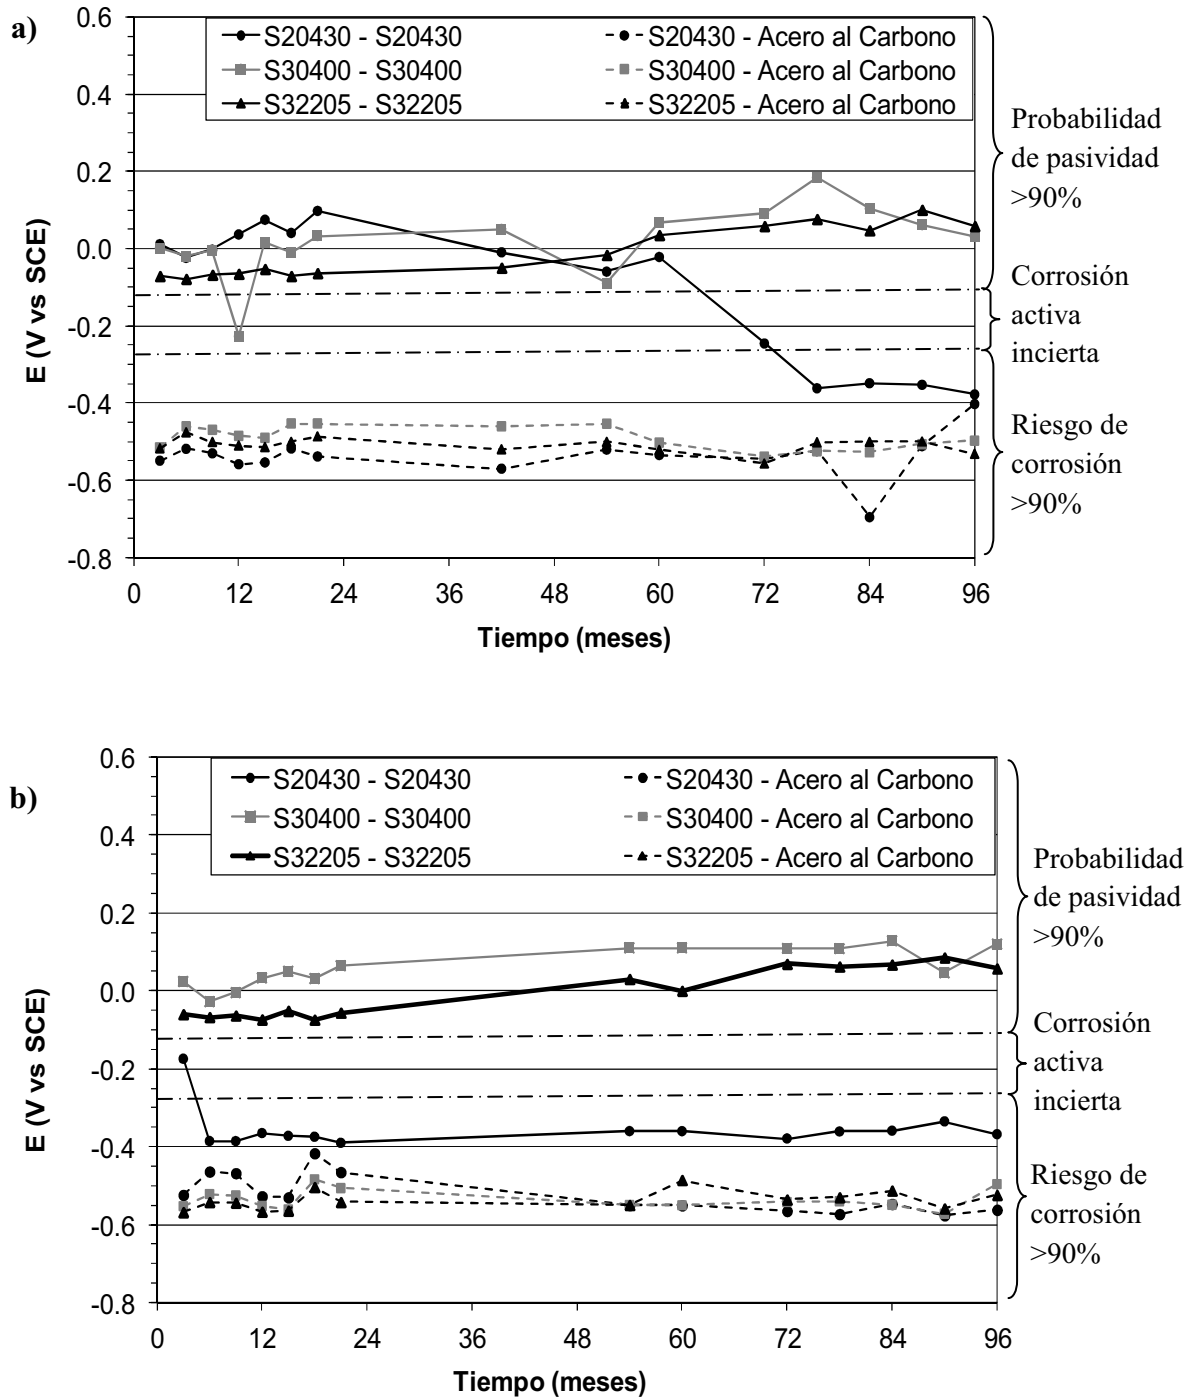 a)
0.6
0.4
0.2
0.0
-0.2
-0.4
-0.6
-0.8
E (V vs SCE)
S20430 - S20430
S20430 - Acero al Carbono
S30400 - S30400
S30400 - Acero al Carbono
S32205 - S32205
S32205 - Acero al Carbono
Probabilidad
de pasividad
>90%
Corrosión
activa
incierta
Riesgo de
corrosión
>90%
0 12 24 36 48 60 72 84 96
Tiempo (meses)
b)
0.6
0.4
0.2
0.0
-0.2
-0.4
-0.6
-0.8
E (V vs SCE)
S20430 - S20430
S20430 - Acero al Carbono
S30400 - S30400
S30400 - Acero al Carbono
S32205 - S32205
S32205 - Acero al Carbono
Probabilidad
de pasividad
>90%
Corrosión
activa
incierta
Riesgo de
corrosión
>90%
0 12 24 36 48 60 72 84 96
Tiempo (meses)